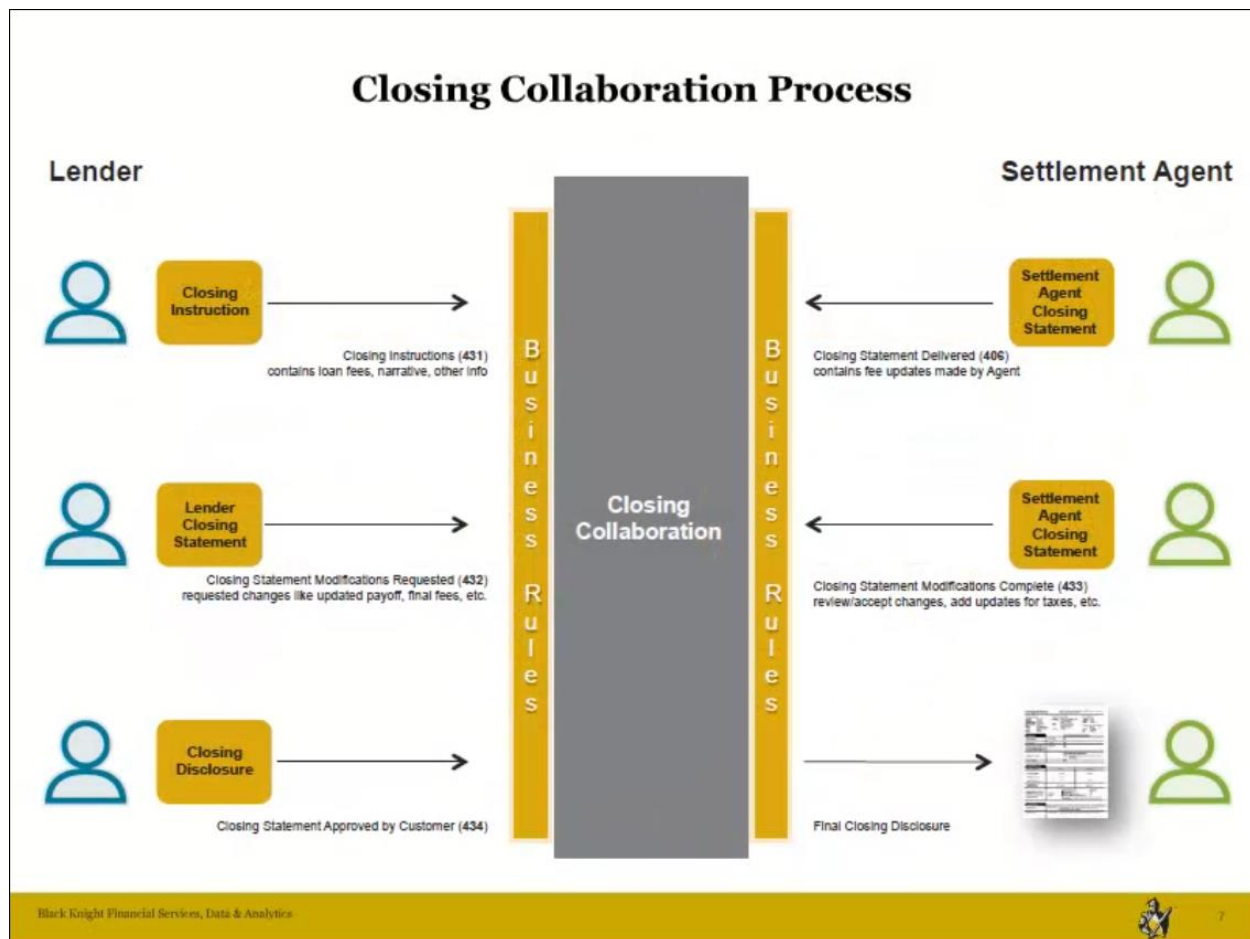 Closing Collaboration Process
Lender
Settlement Agent
Closing
Instruction
Closing Instructions (431)
contains loan fees, narrative, other info
Settlement
Agent
Closing
Statement
Closing Statement Delivered (406)
contains fee updates made by Agent
Business Rules
Closing
Collaboration
Business Rules
Lender
Closing
Statement
Closing Statement Modifications Requested (432)
requested changes like updated payoff, final fees, etc.
Settlement
Agent
Closing
Statement
Closing Statement Modifications Complete (433)
review/accept changes, add updates for taxes, etc.
Closing
Disclosure
Closing Statement Approved by Customer (434)
Final Closing Disclosure
Black Knight Financial Services, Data & Analytics
7